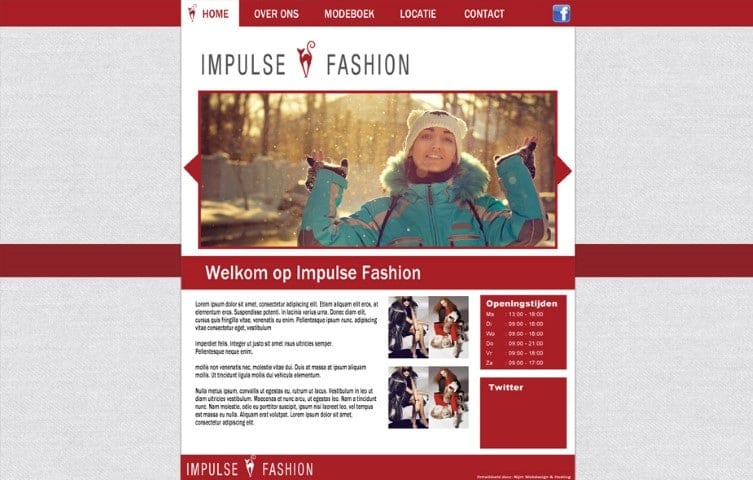 HOME OVER ONS MODEBOEK LOCATIE CONTACT
IMPULSE FASHION
Welkom op Impulse Fashion
Lorem ipsum dolor sit amet, consectetur adipiscing elit. Etiam aliquam elit eros, at
elementum eros. Suspendisse potenti. In lacinia varius urna. Donec diam elit,
cursus quis fringilla vitae, venenatis eu enim. Pellentesque ipsum nunc, adipiscing
vitae consectetur eget, vestibulum
imperdiet felis. Integer ut justo sit amet risus ultricies semper.
Pellentesque neque enim,
mollis non venenatis nec, molestie vitae dui. Duis at massa at ipsum aliquam
mollis. Ut tincidunt ligula mollis dui vehicula elementum.
Nulla metus ipsum, convallis ut egestas eu, rutrum ut lacus. Vestibulum in leo ut
diam ultricies vestibulum. Maecenas et nunc arcu, ut egestas leo. Nam a tincidunt
nunc. Nam molestie, odio eu porttitor suscipit, ipsum nisi laoreet leo, vel tempus
est massa eu nulla. Aliquam erat volutpat. Lorem ipsum dolor sit amet,
consectetur adipiscing elit.
Openingstijden
Ma : 13:00 - 18:00
Di : 09:00 - 18:00
Wo : 09:00 - 18:00
Do : 09:00 - 21:00
Vr : 09:00 - 18:00
Za : 09:00 - 17:00
Twitter
IMPULSE FASHION
Ontwikkeld door: Nijm Webdesign & Hosting